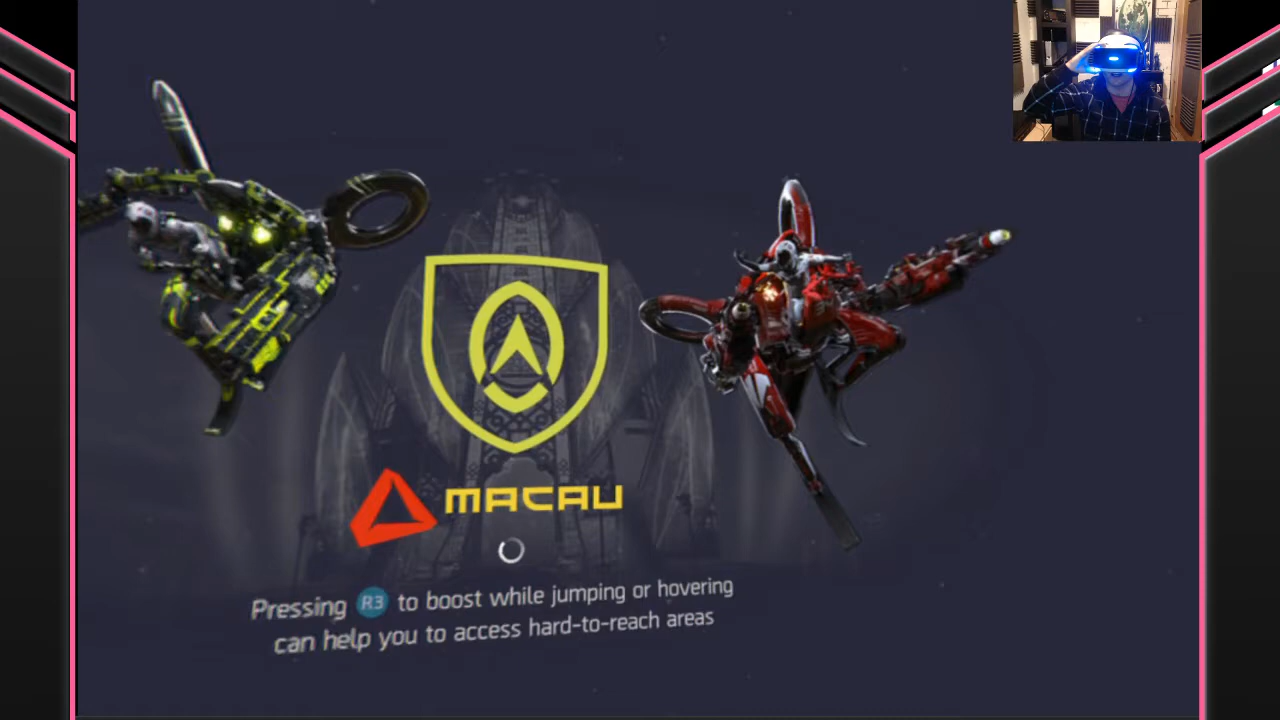 MACAU
Pressing R3 to boost while jumping or hovering
can help you to access hard-to-reach areas